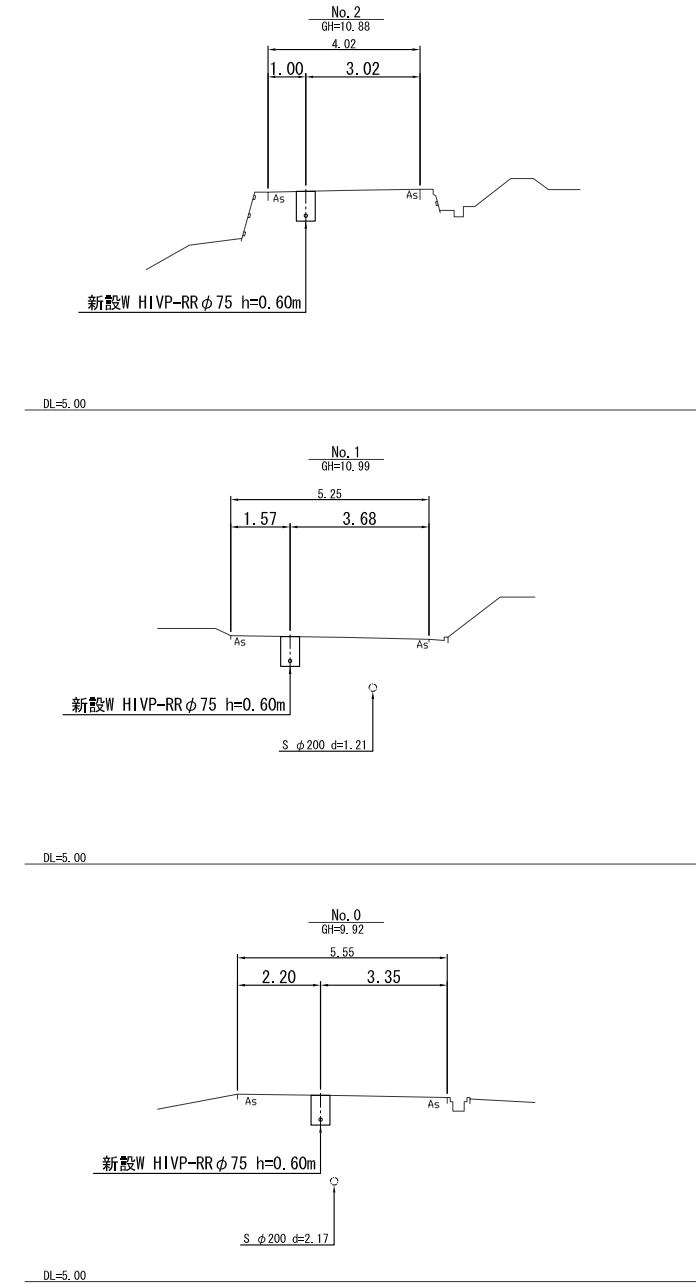 No. 2
GH=10. 88
4. 02
1. 00 3. 02
As As
新設W HIVP-RRφ75 h=0. 60m
DL=5. 00
No. 1
GH=10. 99
5. 25
1. 57 3. 68
As As
新設W HIVP-RRφ75 h=0. 60m
S φ200 d=1. 21
DL=5. 00
No. 0
GH=9. 92
5. 55
2. 20 3. 35
As As
新設W HIVP-RRφ75 h=0. 60m
S φ200 d=2. 17
DL=5. 00